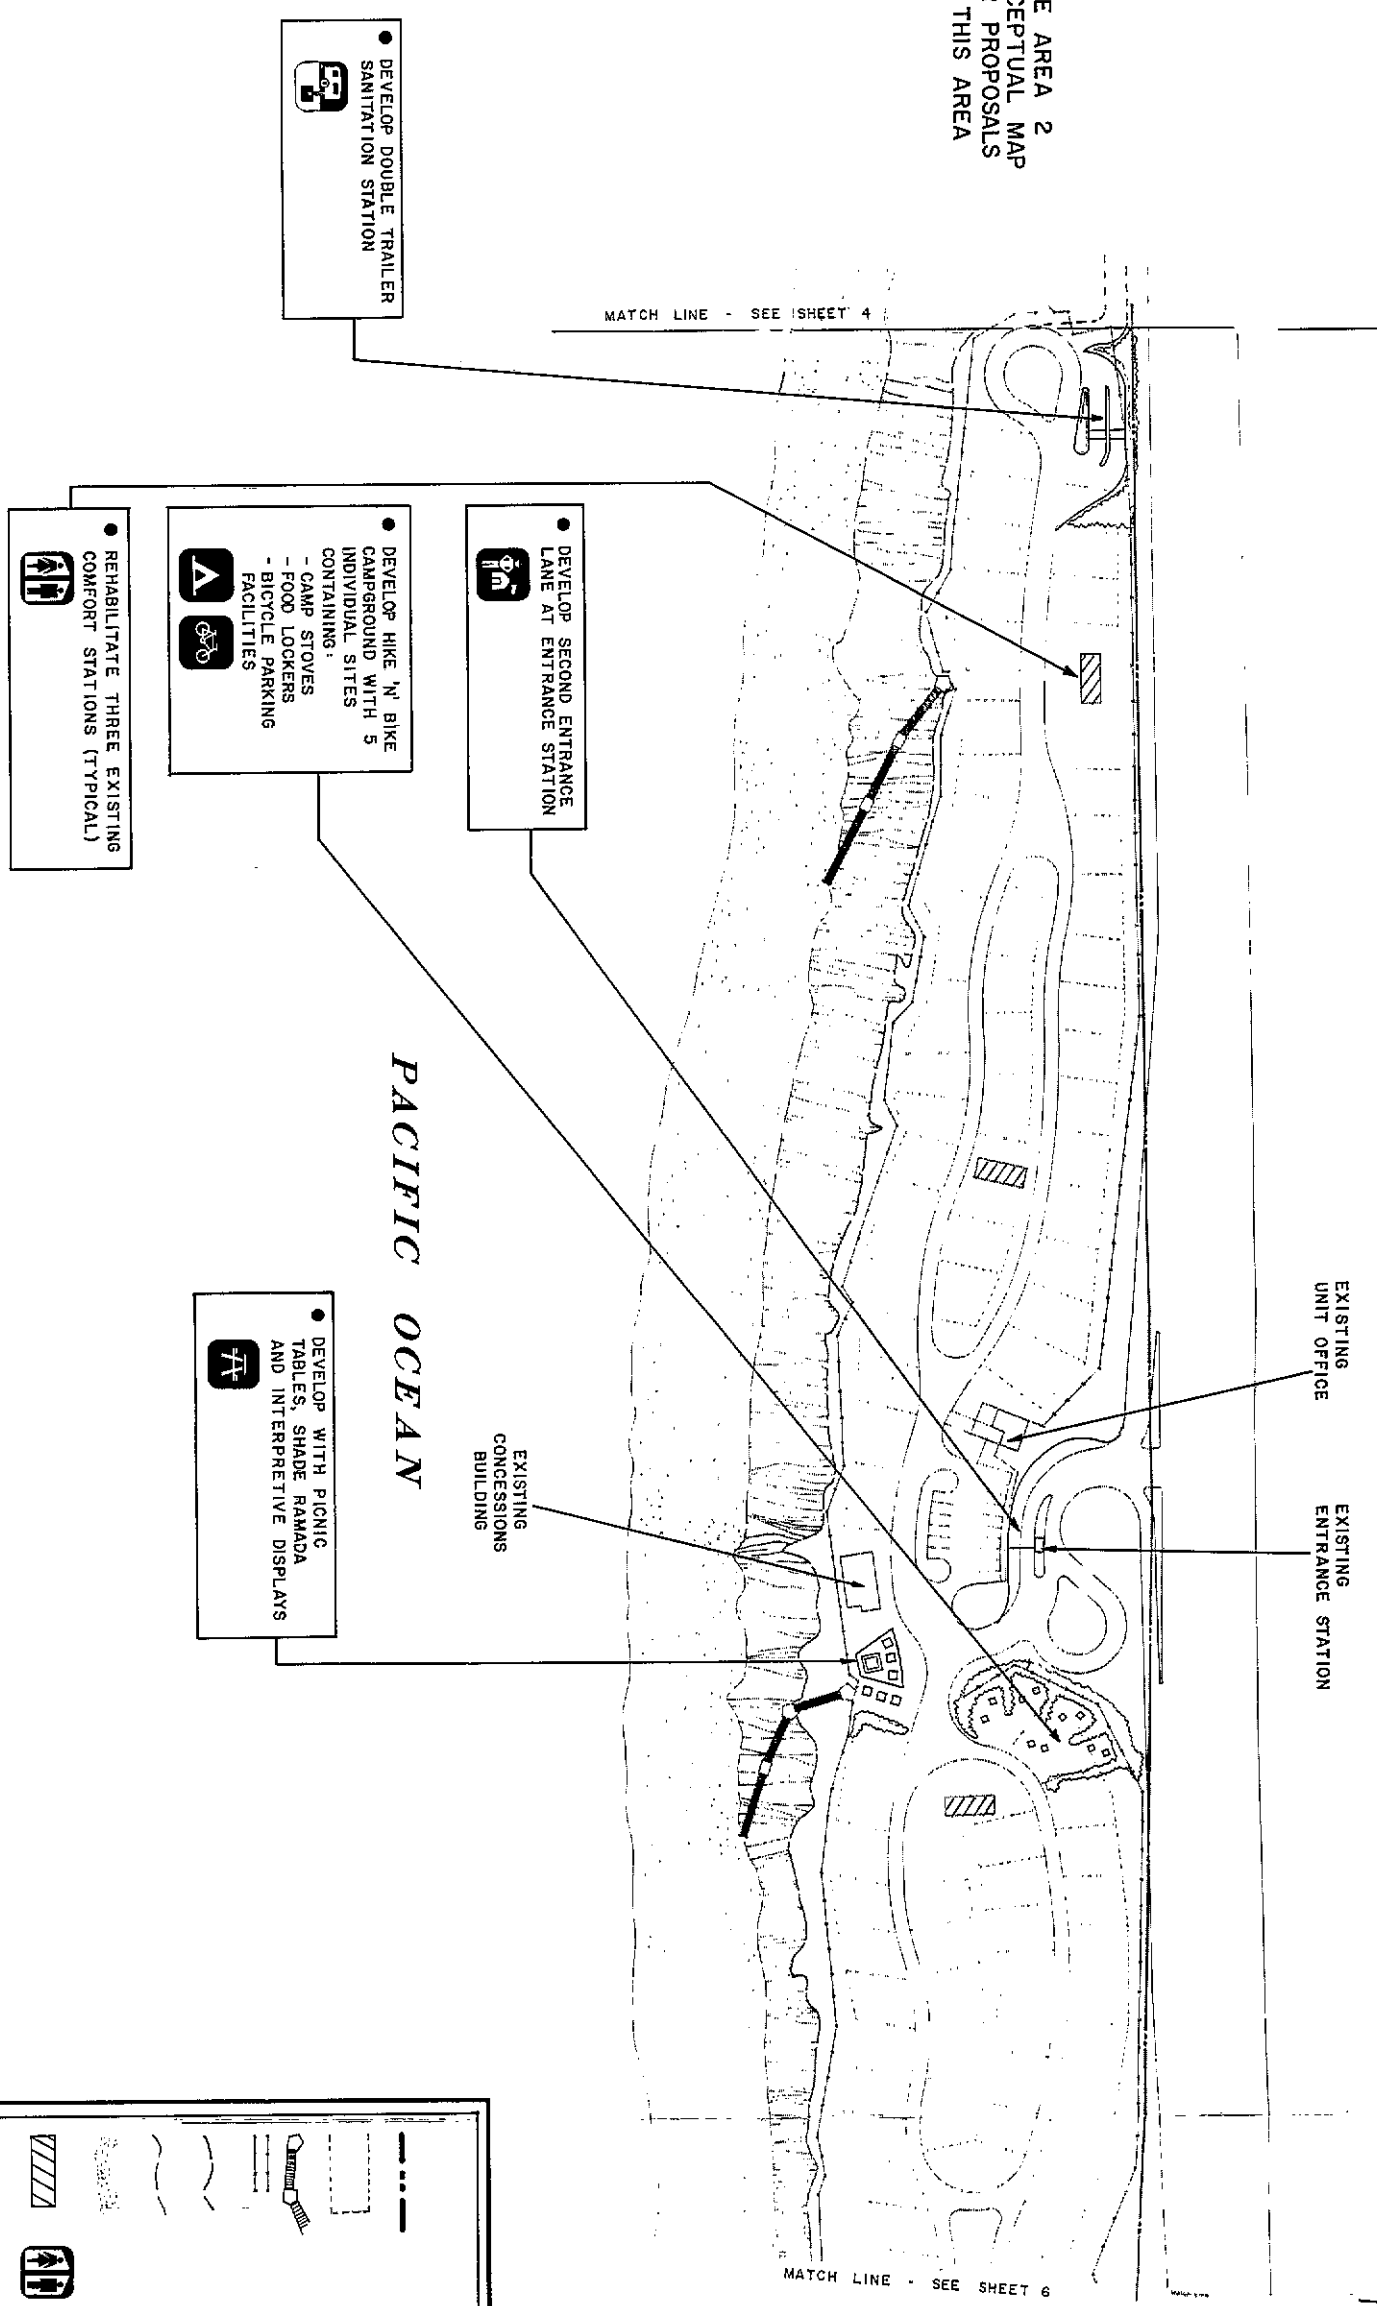 E AREA 2
CEPTUAL MAP
PROPOSALS
THIS AREA
MATCH LINE - SEE SHEET 4
● DEVELOP DOUBLE TRAILER
SANITATION STATION
● DEVELOP SECOND ENTRANCE
LANE AT ENTRANCE STATION
● DEVELOP HIKE 'N' BIKE
CAMPGROUND WITH 5
INDIVIDUAL SITES
CONTAINING:
- CAMP STOVES
- FOOD LOCKERS
- BICYCLE PARKING
FACILITIES
● REHABILITATE THREE EXISTING
COMFORT STATIONS (TYPICAL)
EXISTING
UNIT OFFICE
EXISTING
ENTRANCE STATION
PACIFIC OCEAN
EXISTING
CONCESSIONS
BUILDING
● DEVELOP WITH PICNIC
TABLES, SHADE RAMADA
AND INTERPRETIVE DISPLAYS
MATCH LINE - SEE SHEET 6